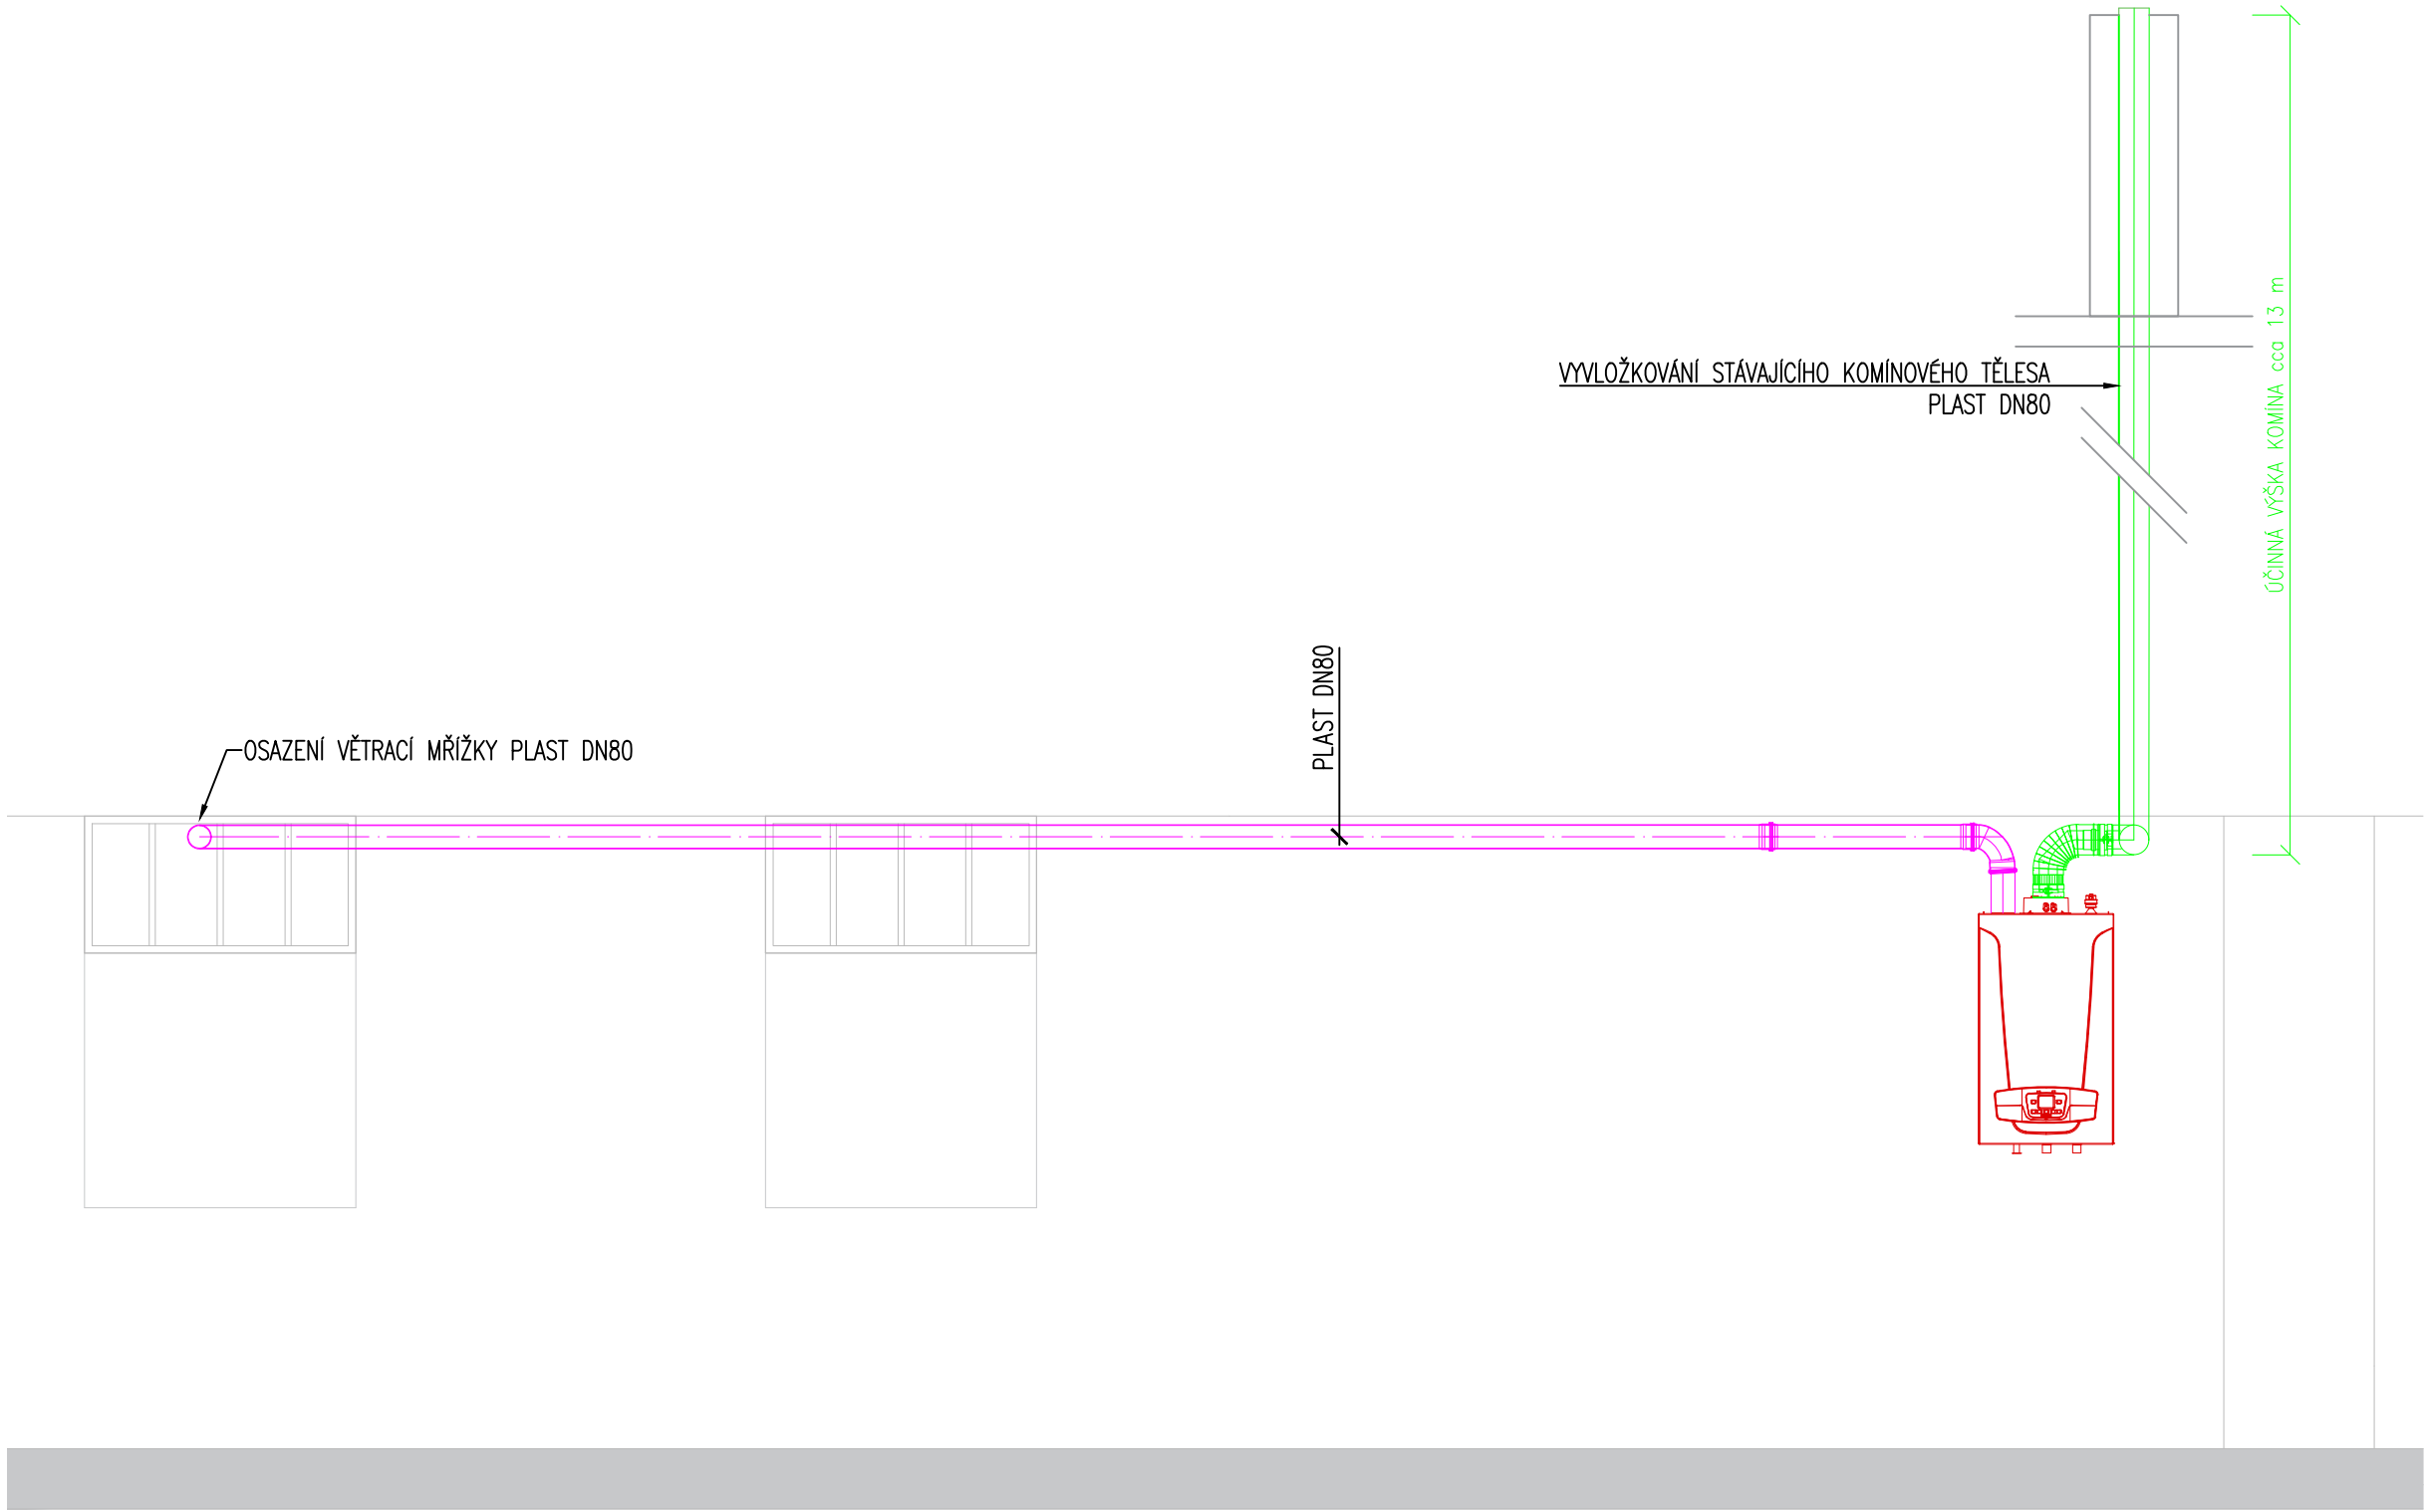 VYVLOŽKOVÁNÍ STÁVAJÍCÍHO KOMÍNOVÉHO TĚLESA
PLAST DN80
ÚČINNÁ VÝŠKA KOMÍNA cca 13 m
PLAST DN80
OSAZENÍ VĚTRACÍ MŘÍŽKY PLAST DN80